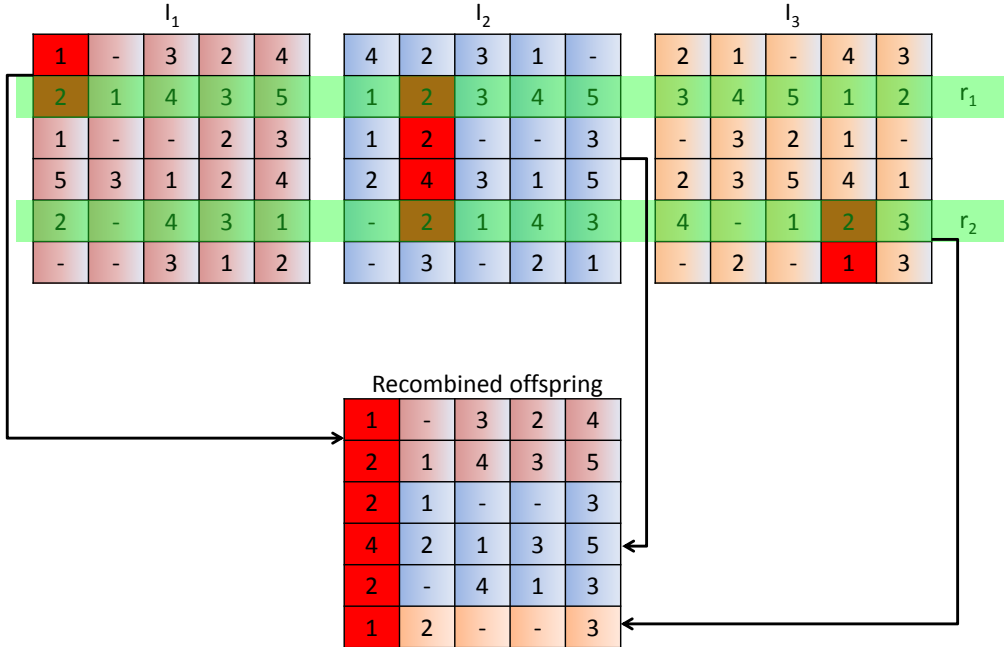 I1 I2 I3
1 - 3 2 4 4 2 3 1 - 2 1 - 4 3
2 1 4 3 5 1 2 3 4 5 3 4 5 1 2 r1
1 - - 2 3 1 2 - - 3 - 3 2 1 -
5 3 1 2 4 2 4 3 1 5 2 3 5 4 1
2 - 4 3 1 - 2 1 4 3 4 - 1 2 3 r2
- - 3 1 2 - 3 - 2 1 - 2 - 1 3
Recombined offspring
1 - 3 2 4
2 1 4 3 5
2 1 - - 3
4 2 1 3 5
2 - 4 1 3
1 2 - - 3